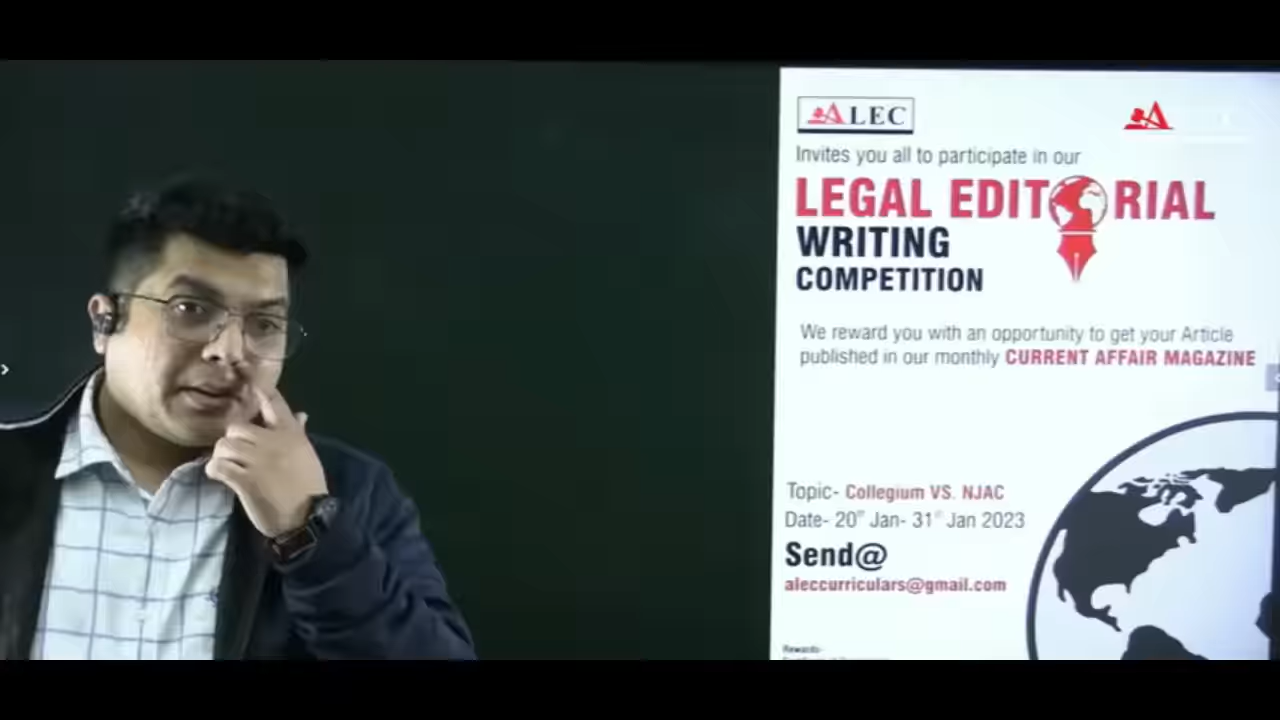 ALEC
Invites you all to participate in our
LEGAL EDITORIAL
WRITING
COMPETITION
We reward you with an opportunity to get your Article
published in our monthly CURRENT AFFAIR MAGAZINE
Topic- Collegium VS. NJAC
Date- 20th Jan- 31st Jan 2023
Send@
aleccurriculars@gmail.com
Rewards-